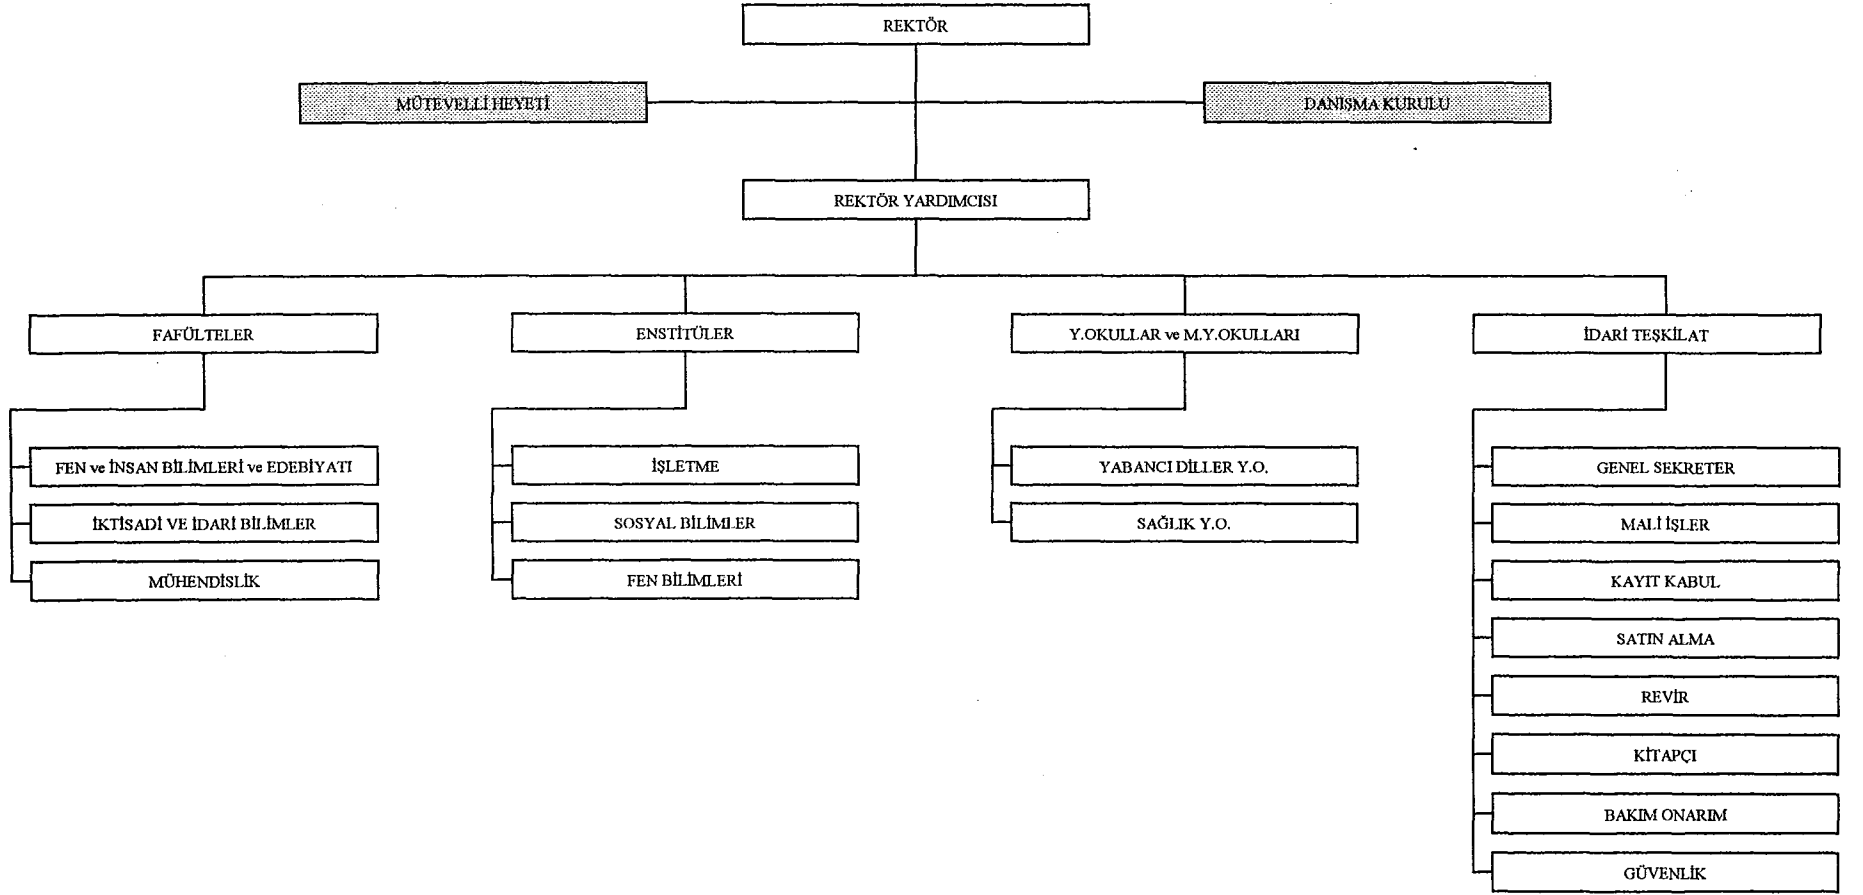 REKTÖR
MÜTEVELLİ HEYETİ
DANIŞMA KURULU
REKTÖR YARDIMCISI
FAFÜLTELER
ENSTİTÜLER
Y.OKULLAR ve M.Y.OKULLARI
İDARİ TEŞKİLAT
FEN ve İNSAN BİLİMLERİ ve EDEBİYATI
İKTİSADİ VE İDARİ BİLİMLER
MÜHENDİSLİK
İŞLETME
SOSYAL BİLİMLER
FEN BİLİMLERİ
YABANCI DİLLER Y.O.
SAĞLIK Y.O.
GENEL SEKRETER
MALİ İŞLER
KAYIT KABUL
SATIN ALMA
REVİR
KİTAPÇI
BAKIM ONARIM
GÜVENLİK